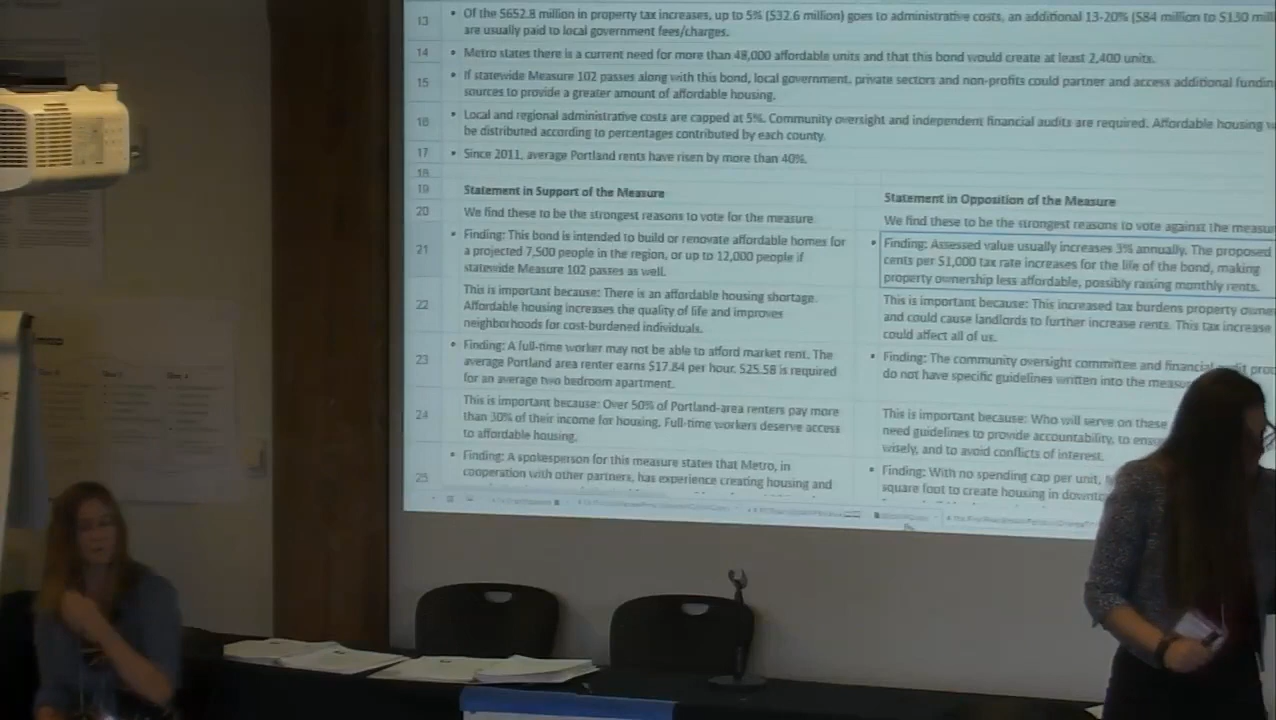 13 • Of the $652.8 million in property tax increases, up to 5% ($32.6 million) goes to administrative costs, an additional 13-20% ($84 million to $130
are usually paid to local government fees/charges.
14 • Metro states there is a current need for more than 48,000 affordable units and that this bond would create at least 2,400 units.
15 • If statewide Measure 102 passes along with this bond, local government, private sectors and non-profits could partner and access additional
sources to provide a greater amount of affordable housing.
16 • Local and regional administrative costs are capped at 5%. Community oversight and independent financial audits are required. Affordable housing
be distributed according to percentages contributed by each county.
17 • Since 2011, average Portland rents have risen by more than 40%.
18
19 Statement in Support of the Measure
20 We find these to be the strongest reasons to vote for the measure
21 • Finding: This bond is intended to build or renovate affordable homes for
a projected 7,500 people in the region, or up to 12,000 people if
statewide Measure 102 passes as well.
22 This is important because: There is an affordable housing shortage.
Affordable housing increases the quality of life and improves
neighborhoods for cost-burdened individuals.
23 • Finding: A full-time worker may not be able to afford market rent. The
average Portland area renter earns $17.84 per hour. $25.58 is required
for an average two bedroom apartment.
24 This is important because: Over 50% of Portland-area renters pay more
than 30% of their income for housing. Full-time workers deserve access
to affordable housing.
25 • Finding: A spokesperson for this measure states that Metro, in
cooperation with other partners, has experience creating housing and
Statement in Opposition of the Measure
We find these to be the strongest reasons to vote against the
• Finding: Assessed value usually increases 3% annually. The proposed
cents per $1,000 tax rate increases for the life of the bond, making
property ownership less affordable, possibly raising monthly rents.
This is important because: This increased tax burdens property
and could cause landlords to further increase rents. This tax increase
could affect all of us.
• Finding: The community oversight committee and financial
do not have specific guidelines written into the
This is important because: Who will serve on these
need guidelines to provide accountability, to
wisely, and to avoid conflicts of interest.
• Finding: With no spending cap per unit,
square foot to create housing in